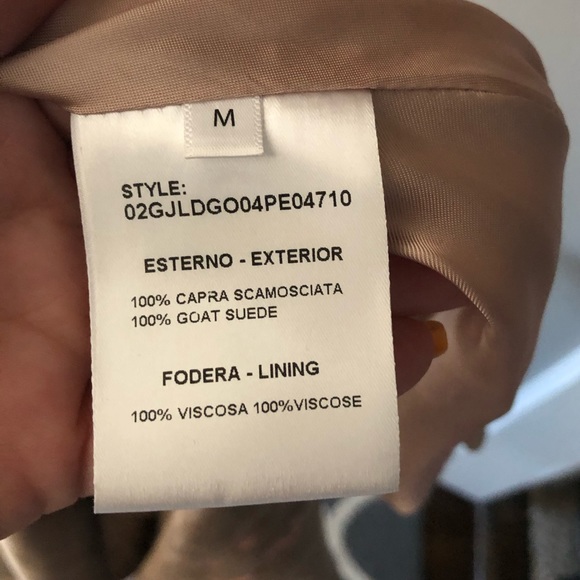 M
STYLE:
02GJLDGO04PE04710
ESTERNO - EXTERIOR
100% CAPRA SCAMOSCIATA
100% GOAT SUEDE
FODERA - LINING
100% VISCOSA 100%VISCOSE